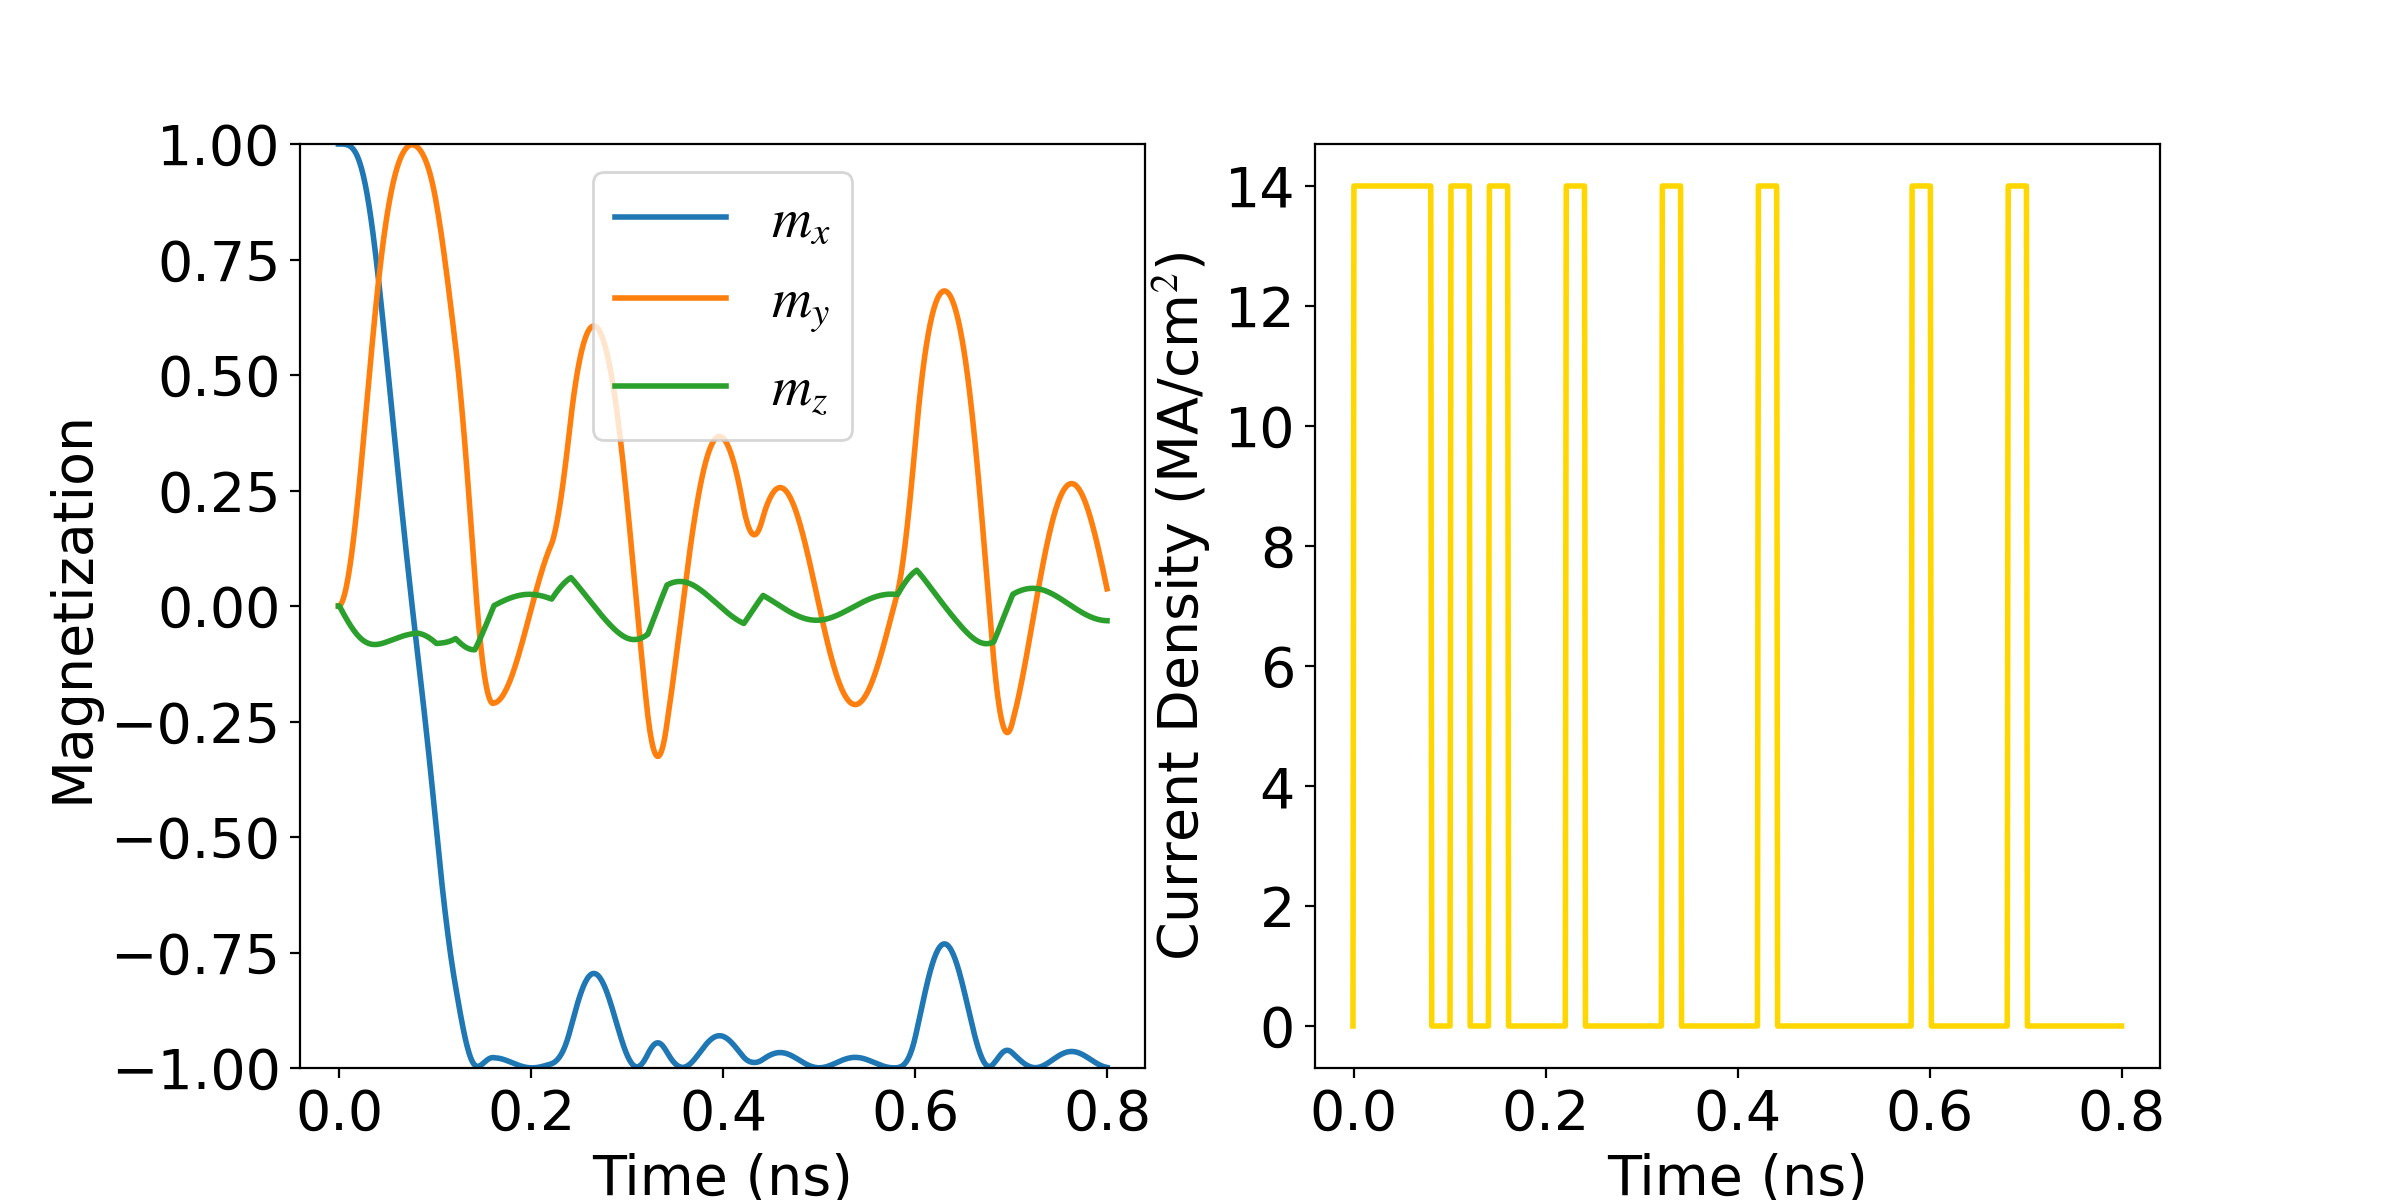 Magnetization
1.00
0.75
0.50
0.25
0.00
−0.25
−0.50
−0.75
−1.00
0.0 0.2 0.4 0.6 0.8
Time (ns)
m_x
m_y
m_z
Current Density (MA/cm²)
14
12
10
8
6
4
2
0
0.0 0.2 0.4 0.6 0.8
Time (ns)